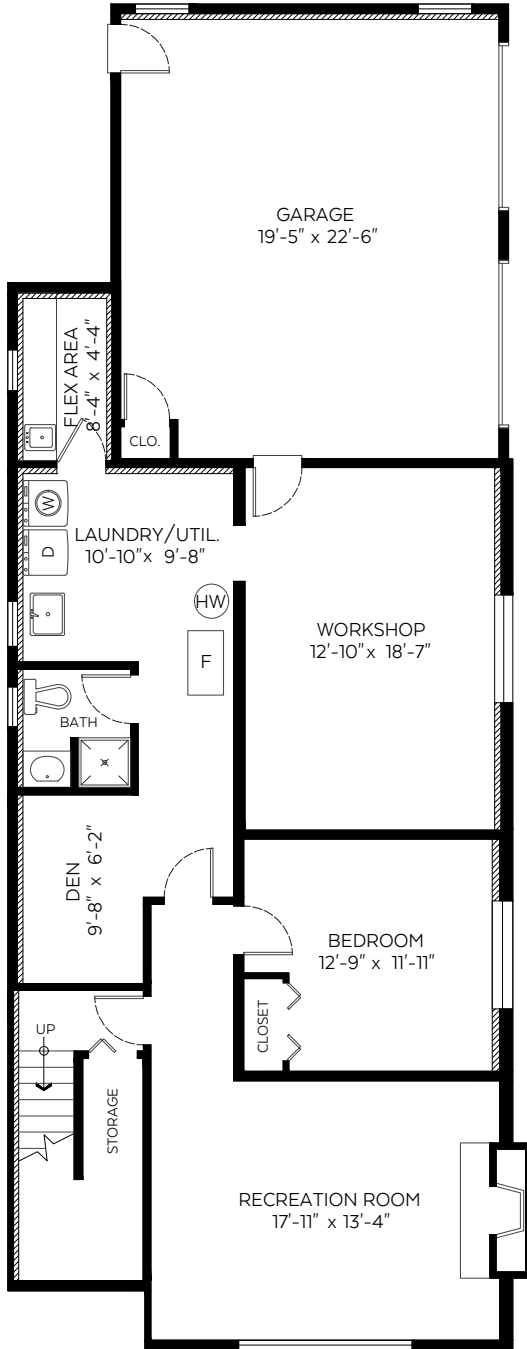 GARAGE
19'-5" x 22'-6"
FLEX AREA
8'-4" x 4'-4"
CLO.
W
D
LAUNDRY/UTIL.
10'-10"x 9'-8"
HW
F
WORKSHOP
12'-10"x 18'-7"
BATH
DEN
9'-8" x 6'-2"
BEDROOM
12'-9" x 11'-11"
CLOSET
UP
STORAGE
RECREATION ROOM
17'-11" x 13'-4"